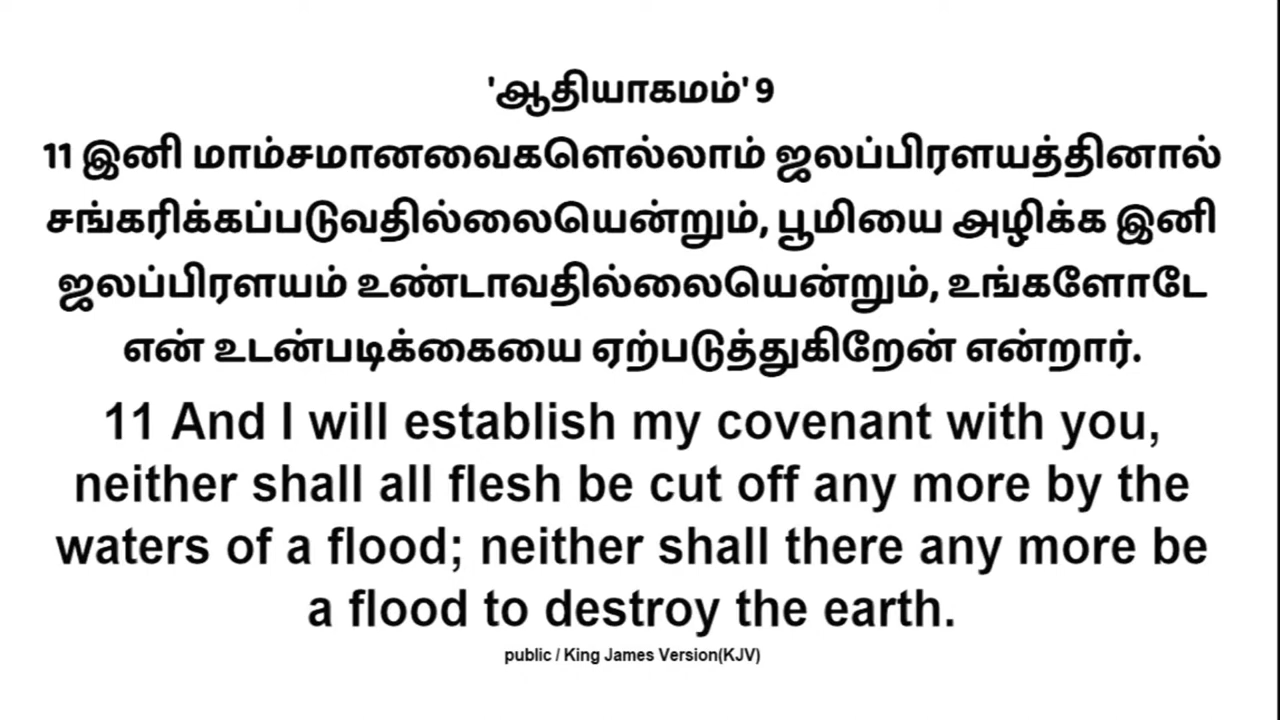 'ஆதியாகமம்' 9
11 இனி மாம்சமானவைகளெல்லாம் ஜலப்பிரளயத்தினால்
சங்கரிக்கப்படுவதில்லையென்றும், பூமியை அழிக்க இனி
ஜலப்பிரளயம் உண்டாவதில்லையென்றும், உங்களோடே
என் உடன்படிக்கையை ஏற்படுத்துகிறேன் என்றார்.
11 And I will establish my covenant with you,
neither shall all flesh be cut off any more by the
waters of a flood; neither shall there any more be
a flood to destroy the earth.
public / King James Version(KJV)